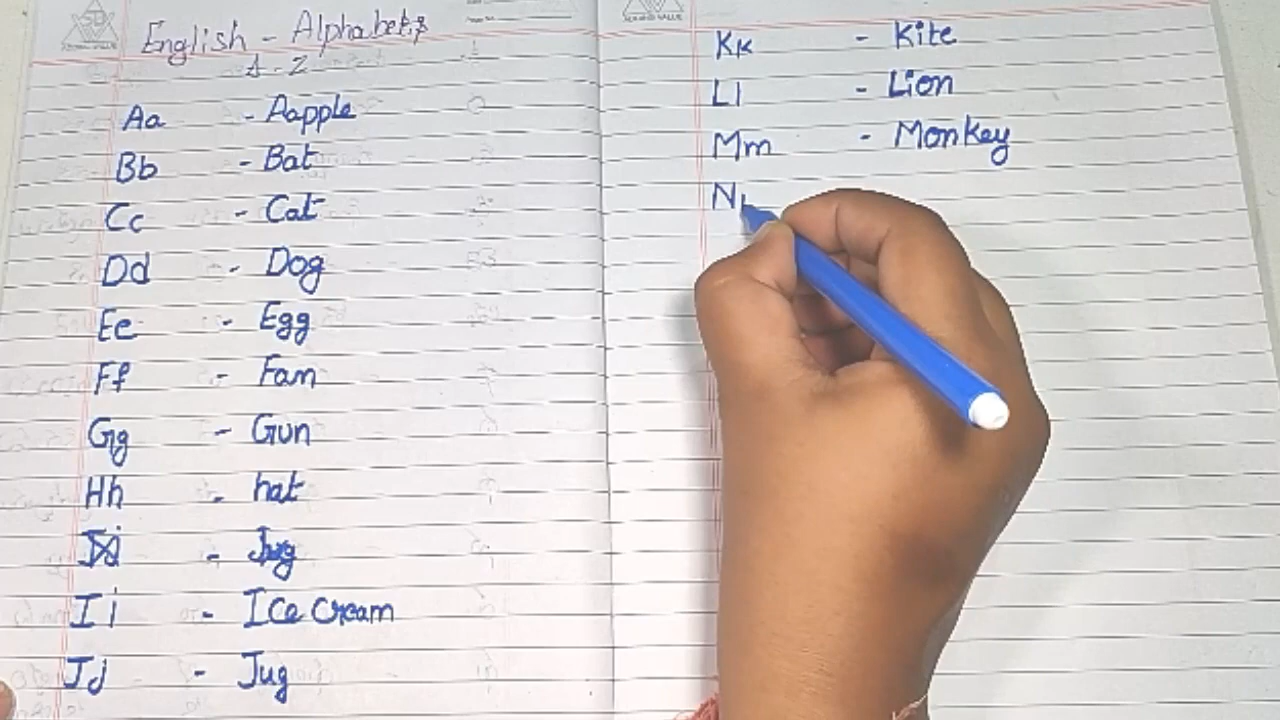 English - Alphabets
A - Z
Aa - Aapple
Bb - Bat
Cc - Cat
Dd - Dog
Ee - Egg
Ff - Fan
Gg - Gun
Hh - hat
- Jug
Ii - Ice Cream
Jj - Jug
Kk - Kite
Ll - Lion
Mm - Monkey
N